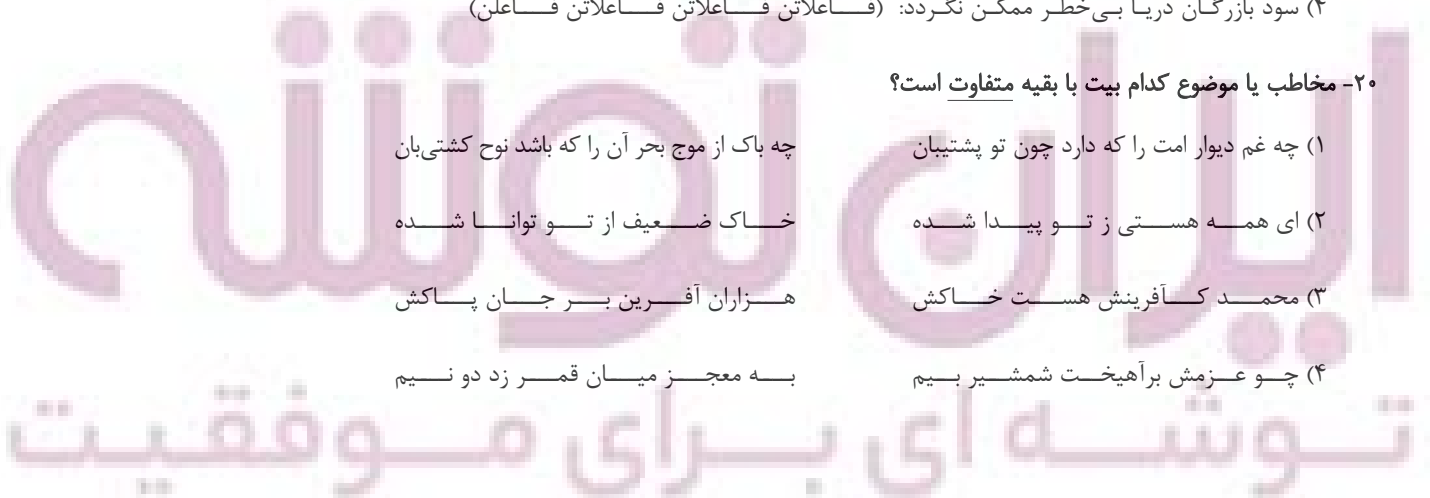 ۴) سود بازرگان دریا بی‌خطر ممکن نگردد: (فاعلاتن فاعلاتن فاعلاتن فاعلن)
۲۰- مخاطب یا موضوع کدام بیت با بقیه متفاوت است؟
۱) چه غم دیوار امت را که دارد چون تو پشتیبان چه باک از موج بحر آن را که باشد نوح کشتی‌بان
۲) ای همه هستی ز تو پیدا شده خاک ضعیف از تو توانا شده
۳) محمد کآفرینش هست خاکش هزاران آفرین بر جان پاکش
۴) چو عزمش برآهیخت شمشیر بیم به معجز میان قمر زد دو نیم
ایران توشه
توشه ای برای موفقیت